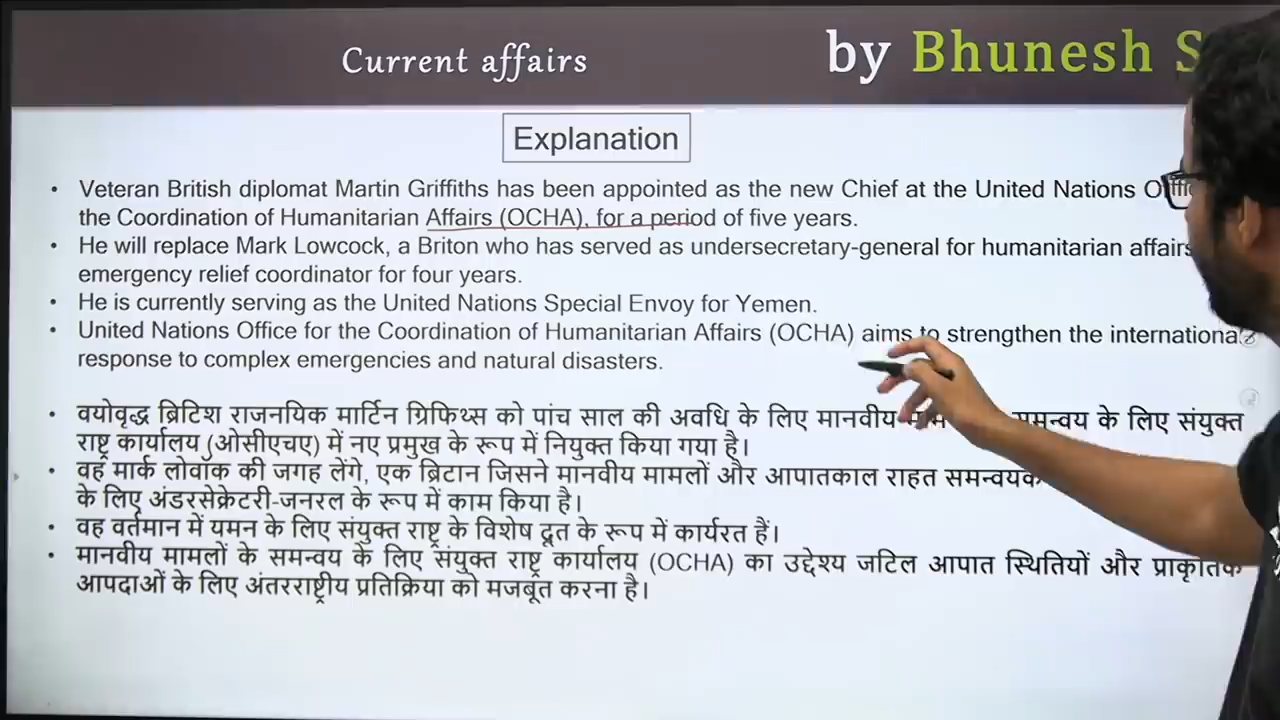 Current affairs
by Bhunesh S
Explanation
• Veteran British diplomat Martin Griffiths has been appointed as the new Chief at the United Nations
the Coordination of Humanitarian Affairs (OCHA), for a period of five years.
• He will replace Mark Lowcock, a Briton who has served as undersecretary-general for humanitarian affairs
emergency relief coordinator for four years.
• He is currently serving as the United Nations Special Envoy for Yemen.
• United Nations Office for the Coordination of Humanitarian Affairs (OCHA) aims to strengthen the internationa
response to complex emergencies and natural disasters.
• वयोवृद्ध ब्रिटिश राजनयिक मार्टिन ग्रिफिथ्स को पांच साल की अवधि के लिए मानवीय समन्वय के लिए संयुक्त
राष्ट्र कार्यालय (ओसीएचए) में नए प्रमुख के रूप में नियुक्त किया गया है।
• वह मार्क लोवॉक की जगह लेंगे, एक ब्रिटान जिसने मानवीय मामलों और आपातकाल राहत समन्वयक
के लिए अंडरसेक्रेटरी-जनरल के रूप में काम किया है।
• वह वर्तमान में यमन के लिए संयुक्त राष्ट्र के विशेष दूत के रूप में कार्यरत हैं।
• मानवीय मामलों के समन्वय के लिए संयुक्त राष्ट्र कार्यालय (OCHA) का उद्देश्य जटिल आपात स्थितियों और प्राकृतिक
आपदाओं के लिए अंतरराष्ट्रीय प्रतिक्रिया को मजबूत करना है।